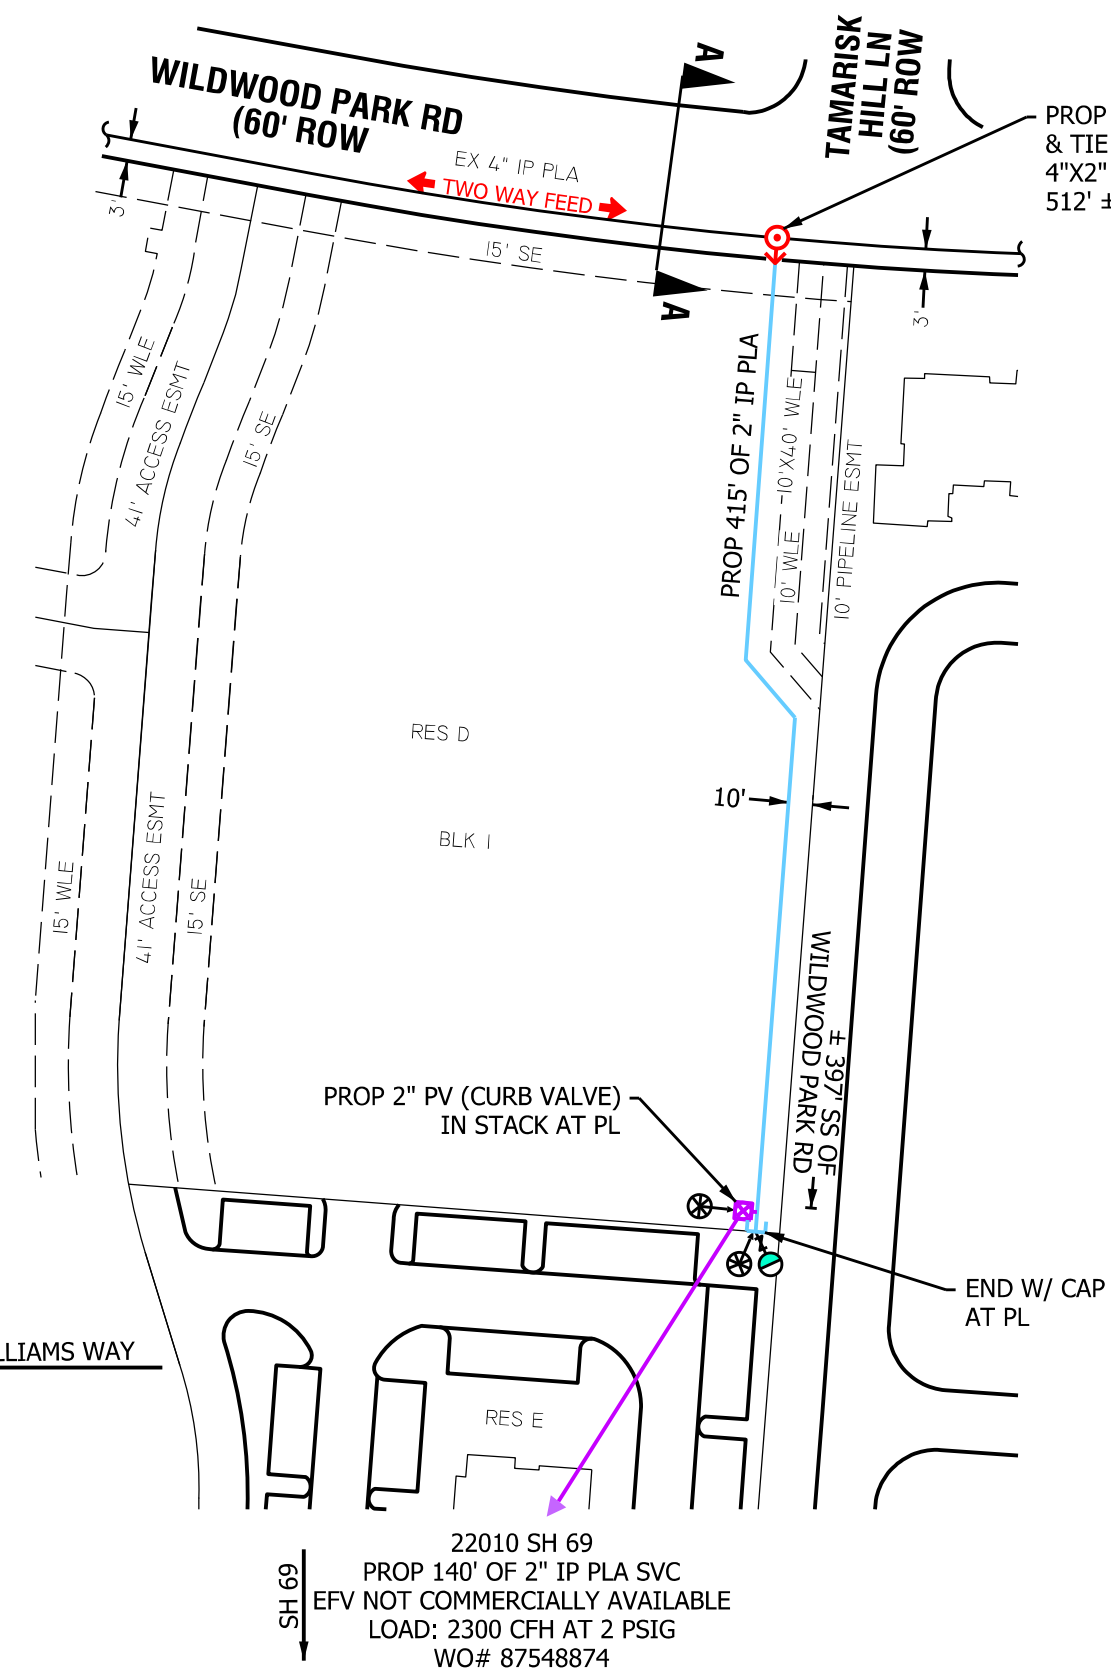 WILDWOOD PARK RD
(60' ROW
A
TAMARISK
HILL LN
(60' ROW)
PROP
& TIE
4"X2"
512' ±
EX 4" IP PLA
TWO WAY FEED
3'
15' SE
A
3'
15' WLE
41' ACCESS ESMT
15' SE
PROP 415' OF 2" IP PLA
10'X40' WLE
10' WLE
10' PIPELINE ESMT
RES D
10'
BLK 1
15' WLE
41' ACCESS ESMT
15' SE
± 397' SS OF
WILDWOOD PARK RD
PROP 2" PV (CURB VALVE)
IN STACK AT PL
END W/ CAP
AT PL
LLIAMS WAY
RES E
22010 SH 69
PROP 140' OF 2" IP PLA SVC
EFV NOT COMMERCIALLY AVAILABLE
LOAD: 2300 CFH AT 2 PSIG
WO# 87548874
SH 69